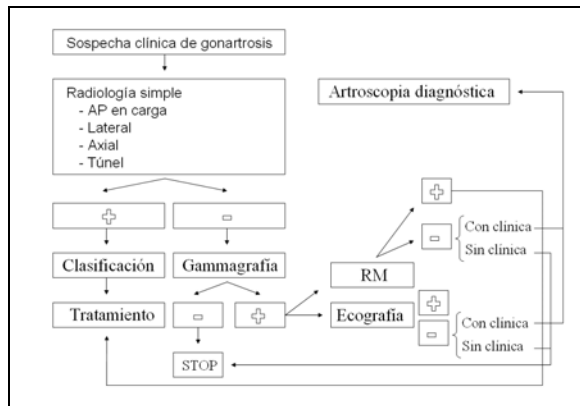 Sospecha clínica de gonartrosis
Radiología simple
- AP en carga
- Lateral
- Axial
- Túnel
Artroscopia diagnóstica
+
-
Clasificación
Gammagrafía
Tratamiento
-
+
STOP
RM
+
-
Con clínica
Sin clínica
Ecografía
+
-
Con clínica
Sin clínica